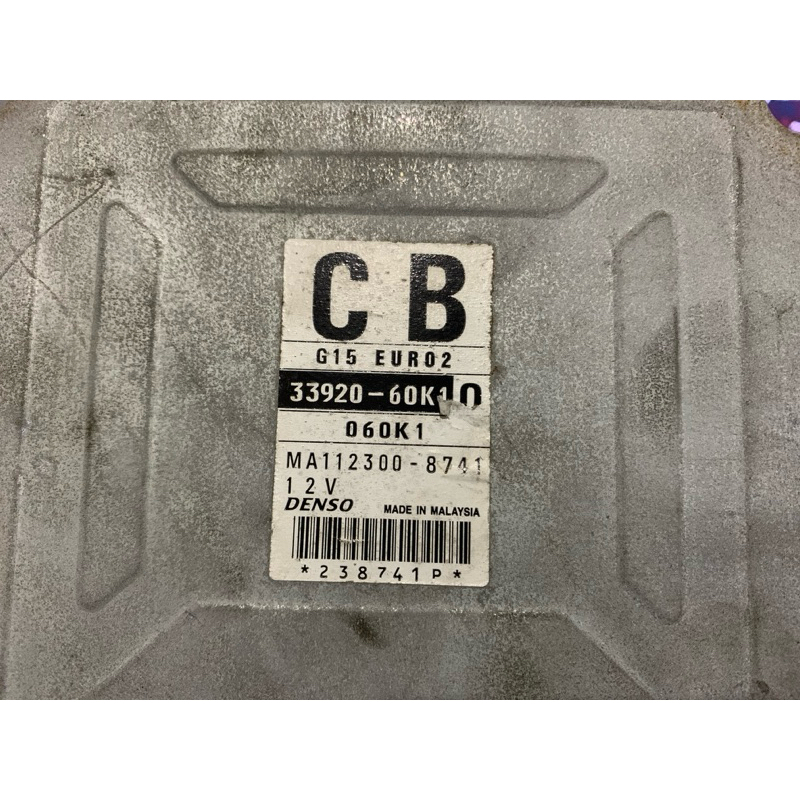 C B
G15 EURO2
33920-60K10
060K1
MA112300-8741
12V
DENSO MADE IN MALAYSIA
*238741P*